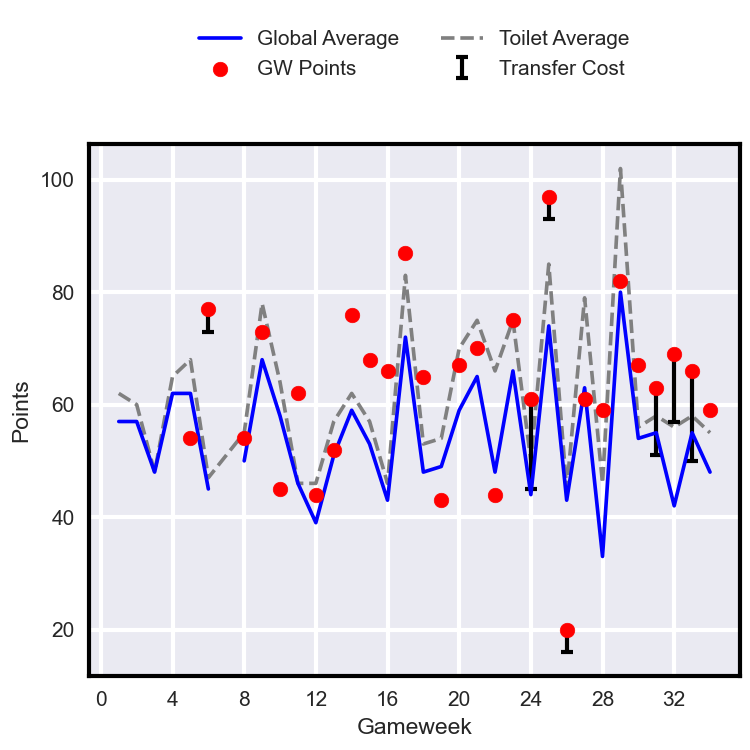 Global Average Toilet Average
GW Points Transfer Cost
100
80
60
40
20
Points
0 4 8 12 16 20 24 28 32
Gameweek